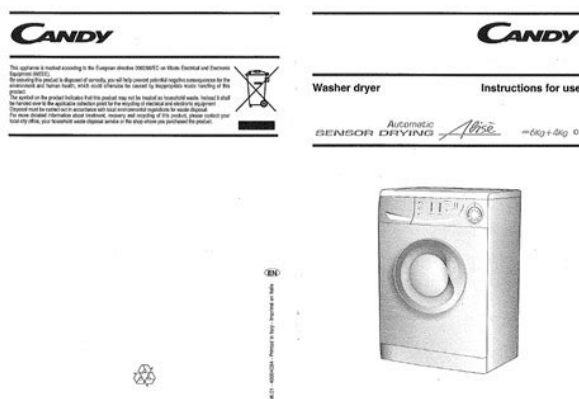 CANDY
This appliance is marked according to the European directive 2002/96/EC on Waste Electrical and Electronic
Equipment (WEEE).
By ensuring this product is disposed of correctly, you will help prevent potential negative consequences for the
environment and human health, which could otherwise be caused by inappropriate waste handling of this
product.
The symbol on the product indicates that this product may not be treated as household waste. Instead it shall
be handed over to the applicable collection point for the recycling of electrical and electronic equipment.
Disposal must be carried out in accordance with local environmental regulations for waste disposal.
For more detailed information about treatment, recovery and recycling of this product, please contact your
local city office, your household waste disposal service or the shop where you purchased the product.
EN
Printed in Italy - Imprimé en Italie
CANDY
Washer dryer
Instructions for use
Automatic
SENSOR DRYING Alisè 6Kg+4Kg